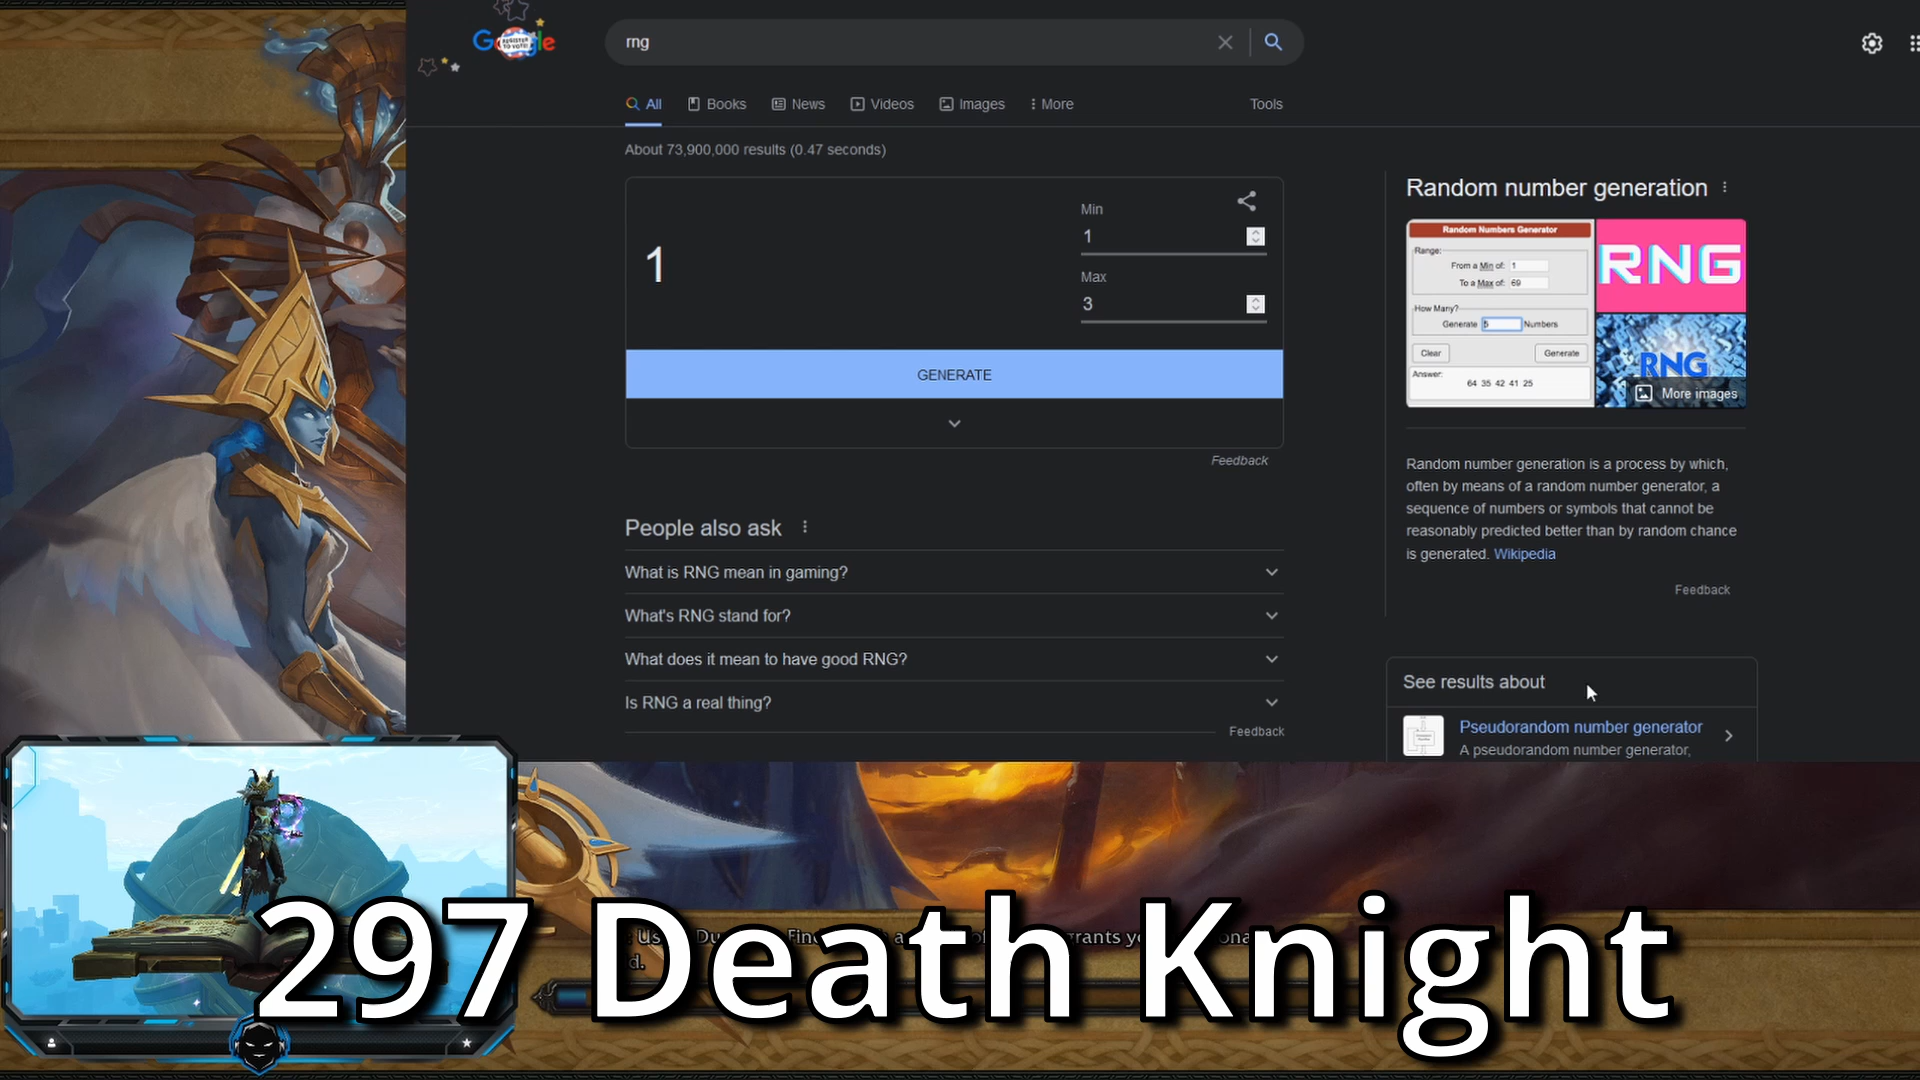 Google
REGISTER TO VOTE!
rng
All Books News Videos Images More Tools
About 73,900,000 results (0.47 seconds)
1
Min
1
Max
3
GENERATE
Feedback
People also ask
What is RNG mean in gaming?
What's RNG stand for?
What does it mean to have good RNG?
Is RNG a real thing?
Feedback
Random number generation
Random Numbers Generator
Range:
From a Min of: 1
To a Max of: 69
How Many?
Generate 5 Numbers
Clear Generate
Answer:
64 35 42 41 25
RNG
RNG
More images
Random number generation is a process by which,
often by means of a random number generator, a
sequence of numbers or symbols that cannot be
reasonably predicted better than by random chance
is generated. Wikipedia
Feedback
See results about
Pseudorandom number generator
A pseudorandom number generator,
297 Death Knight